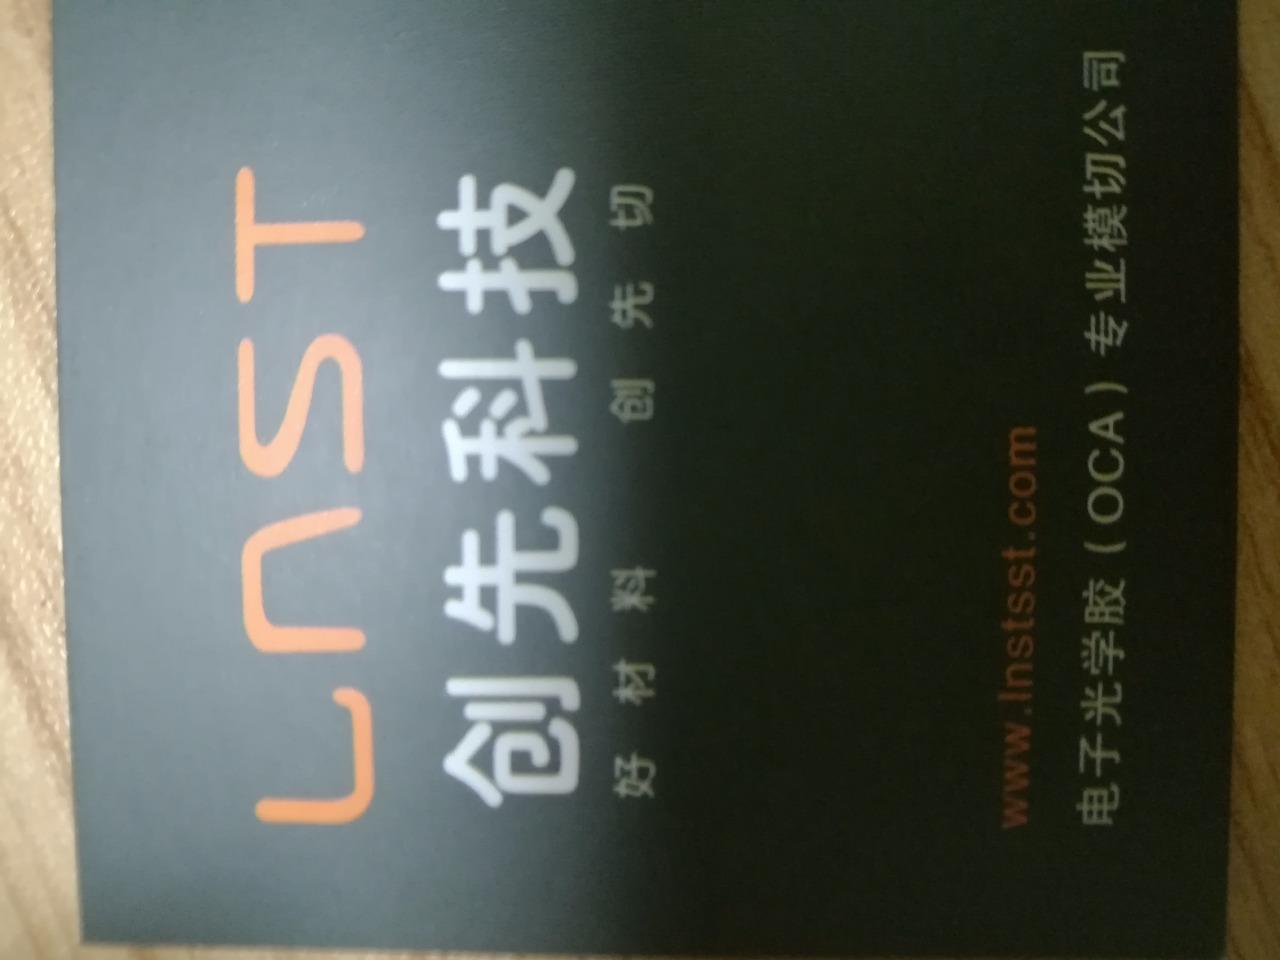 LNST
创先科技
好材料 创先切
www.lnstsst.com
电子光学胶（OCA）专业模切公司